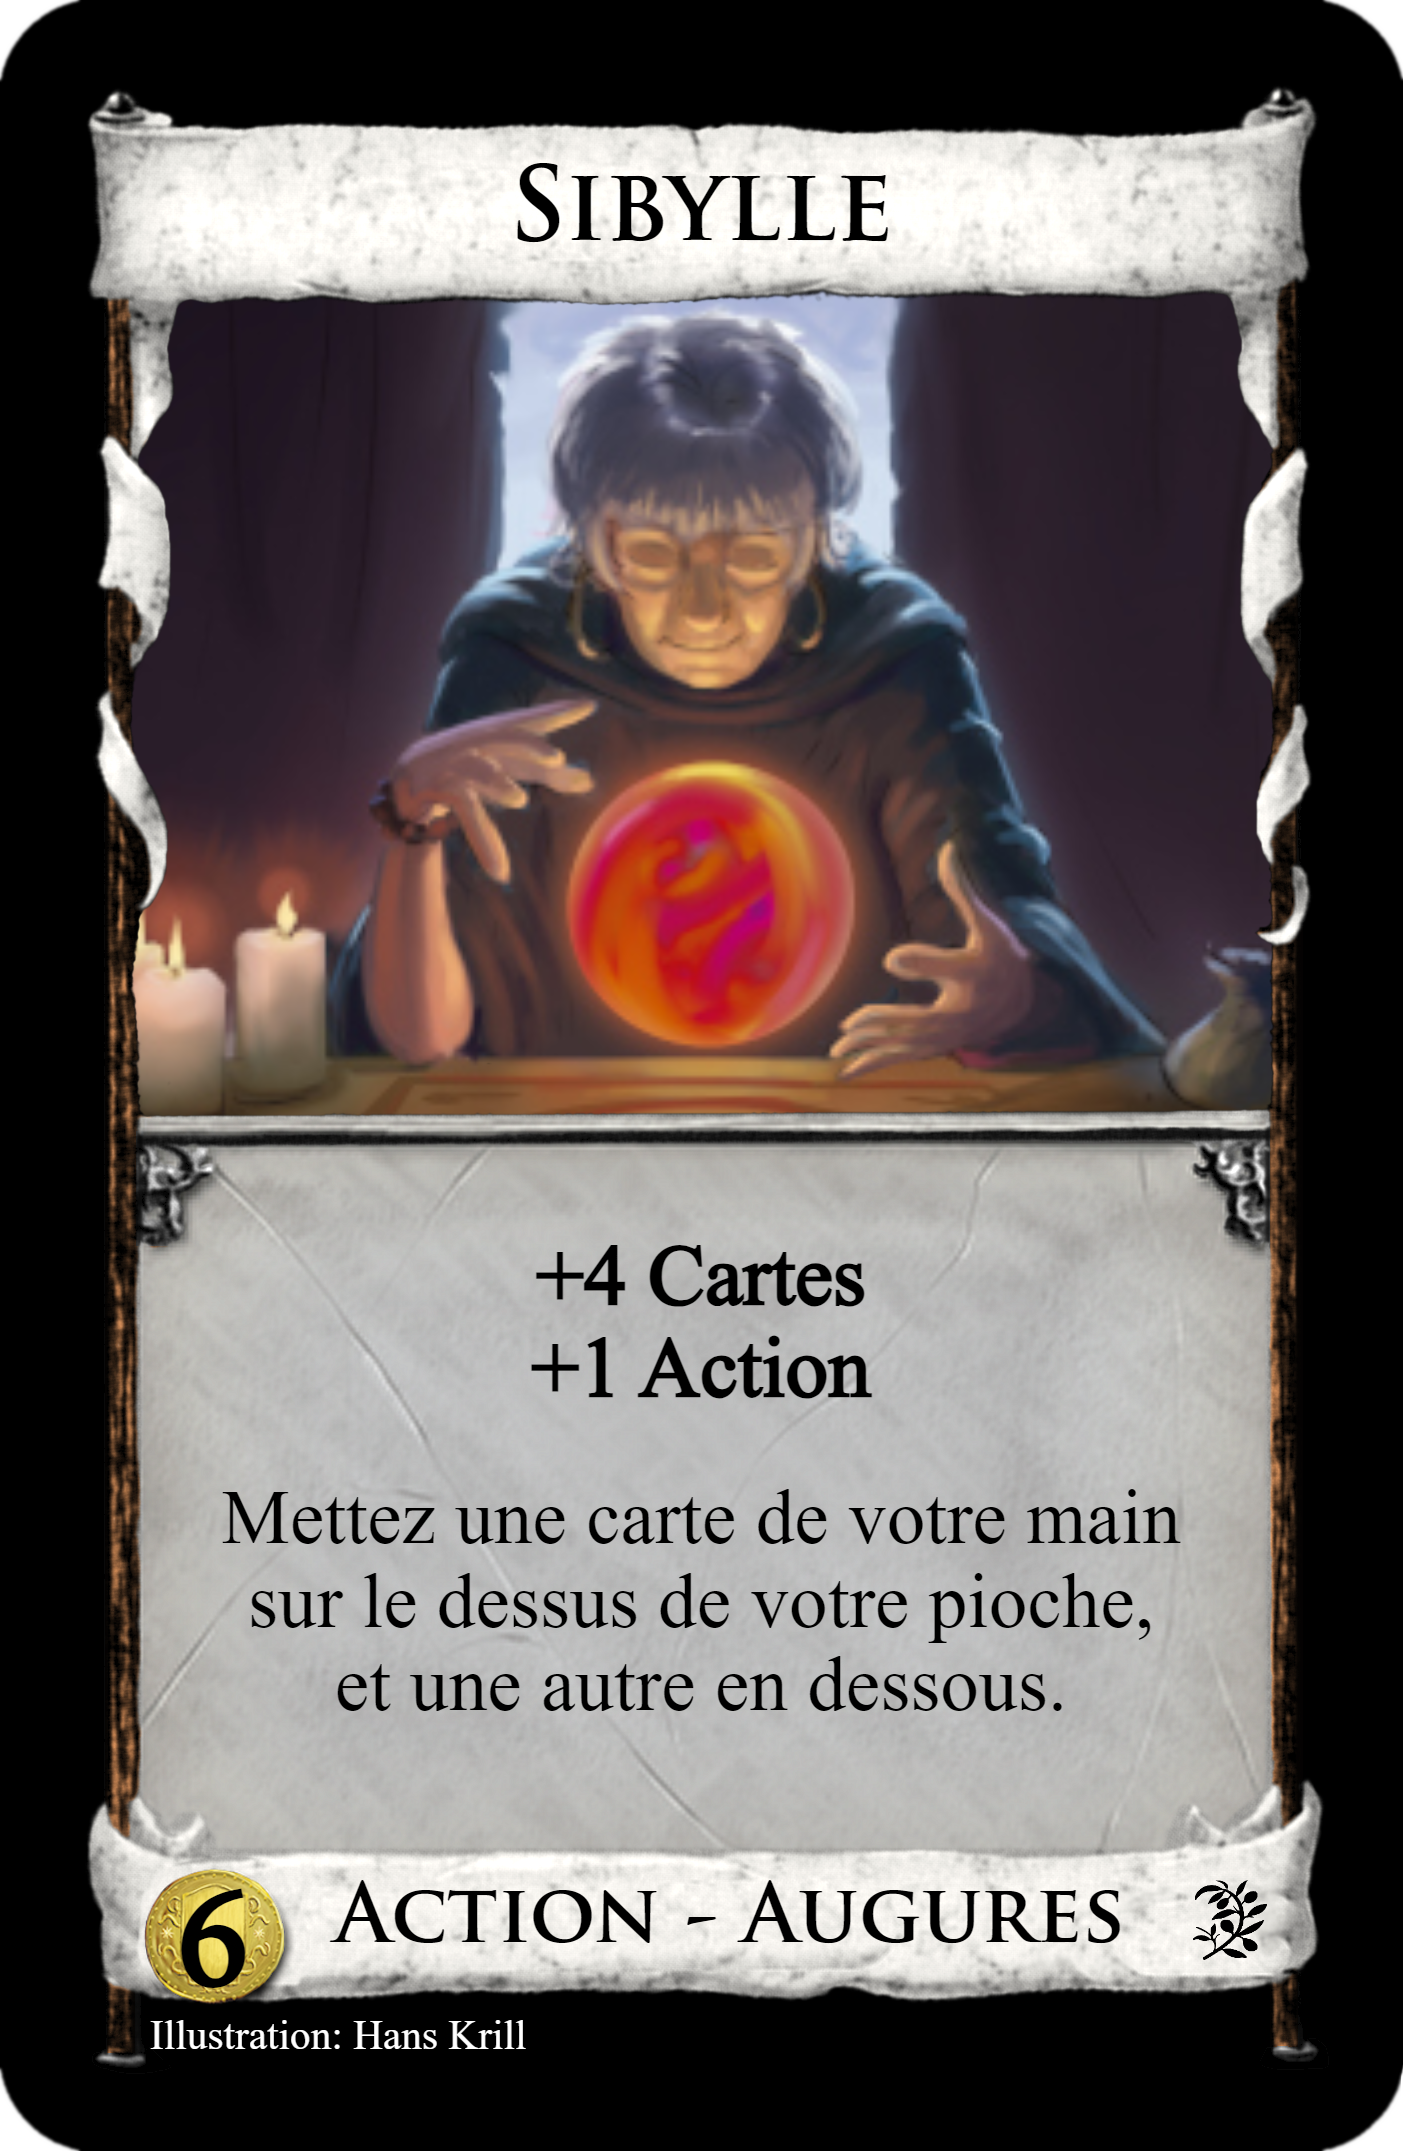 Sibylle
+4 Cartes
+1 Action
Mettez une carte de votre main
sur le dessus de votre pioche,
et une autre en dessous.
6 Action - Augures
Illustration: Hans Krill